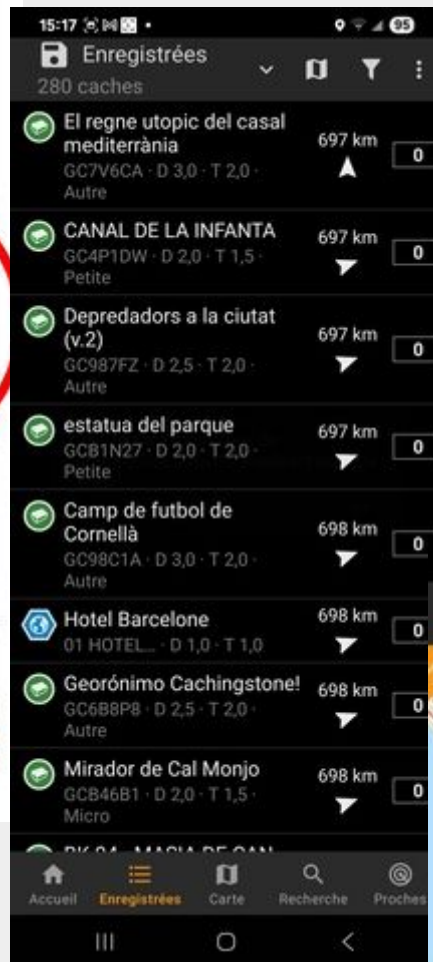 15:17
95
Enregistrées
280 caches
El regne utopic del casal
mediterrània
GC7V6CA · D 3,0 · T 2,0 ·
Autre
697 km
0
CANAL DE LA INFANTA
GC4P1DW · D 2,0 · T 1,5 ·
Petite
697 km
0
Depredadors a la ciutat
(v.2)
GC987FZ · D 2,5 · T 2,0 ·
Autre
697 km
0
estatua del parque
GCB1N27 · D 2,0 · T 2,0 ·
Petite
697 km
0
Camp de futbol de
Cornellà
GC98C1A · D 3,0 · T 2,0 ·
Autre
698 km
0
Hotel Barcelone
01 HOTEL... · D 1,0 · T 1,0
698 km
0
Georónimo Cachingstone!
GC6B8P8 · D 2,5 · T 2,0 ·
Autre
698 km
0
Mirador de Cal Monjo
GCB46B1 · D 2,0 · T 1,5 ·
Micro
698 km
0
Accueil Enregistrées Carte Recherche Proches